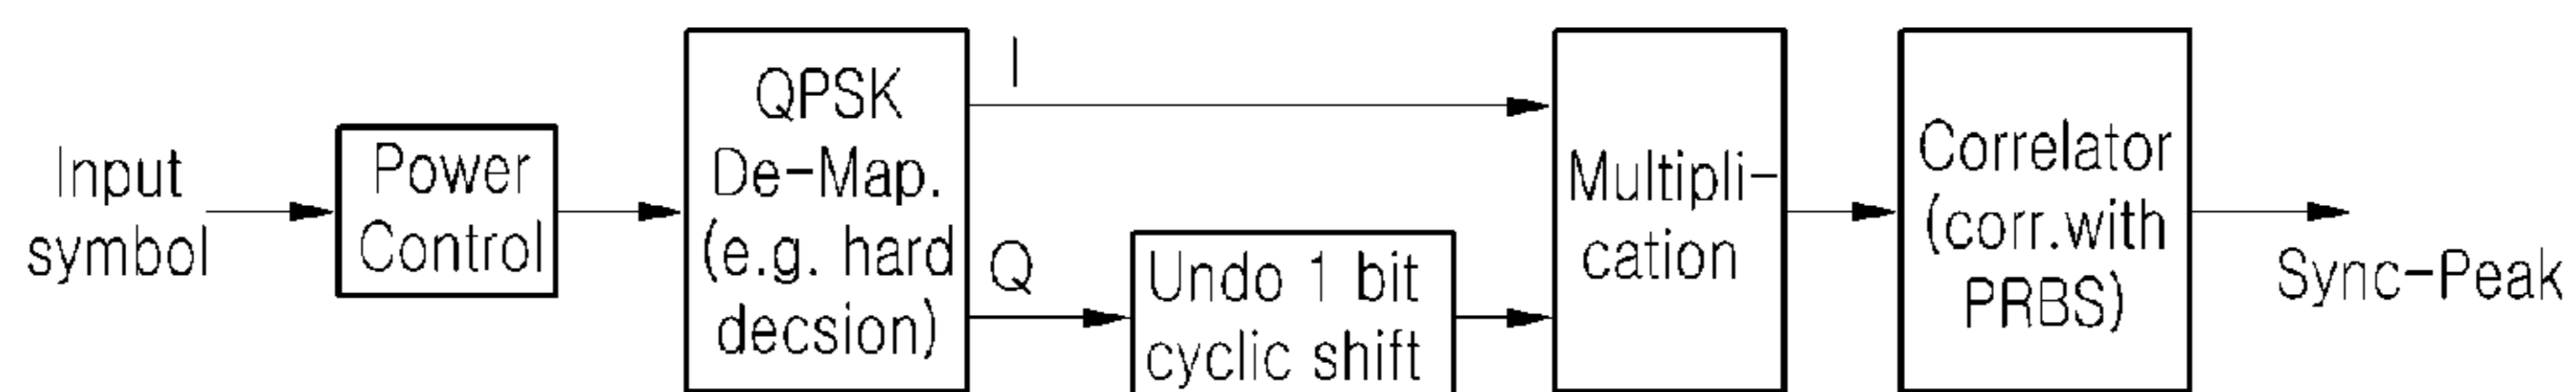 Input
symbol
Power
Control
QPSK
De-Map.
(e.g. hard
decsion)
I
Q
Undo 1 bit
cyclic shift
Multipli-
cation
Correlator
(corr.with
PRBS)
Sync-Peak